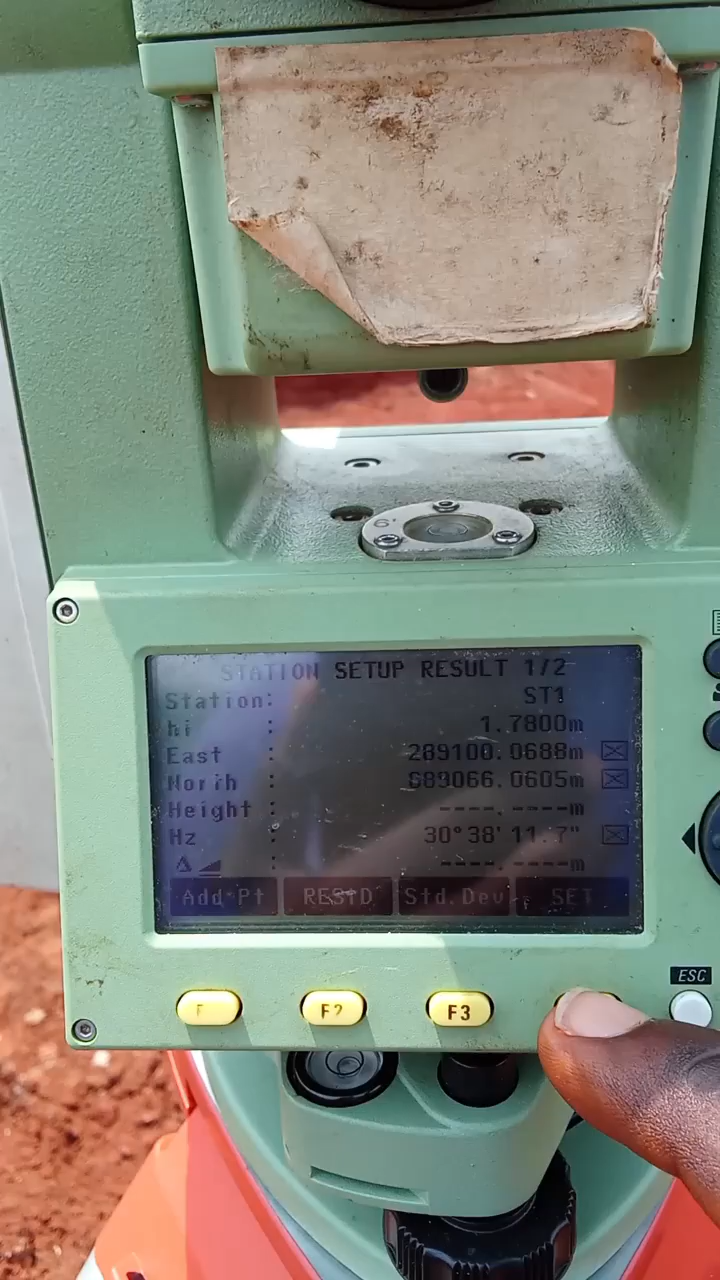 6'
STATION SETUP RESULT 1/2
Station: ST1
hi : 1.7800m
East : 289100.0688m
North : 689066.0605m
Height : ----.----m
Hz : 30°38'11.7"
: ----.----m
Add Pt RESID Std.Dev. SET
ESC
F2 F3